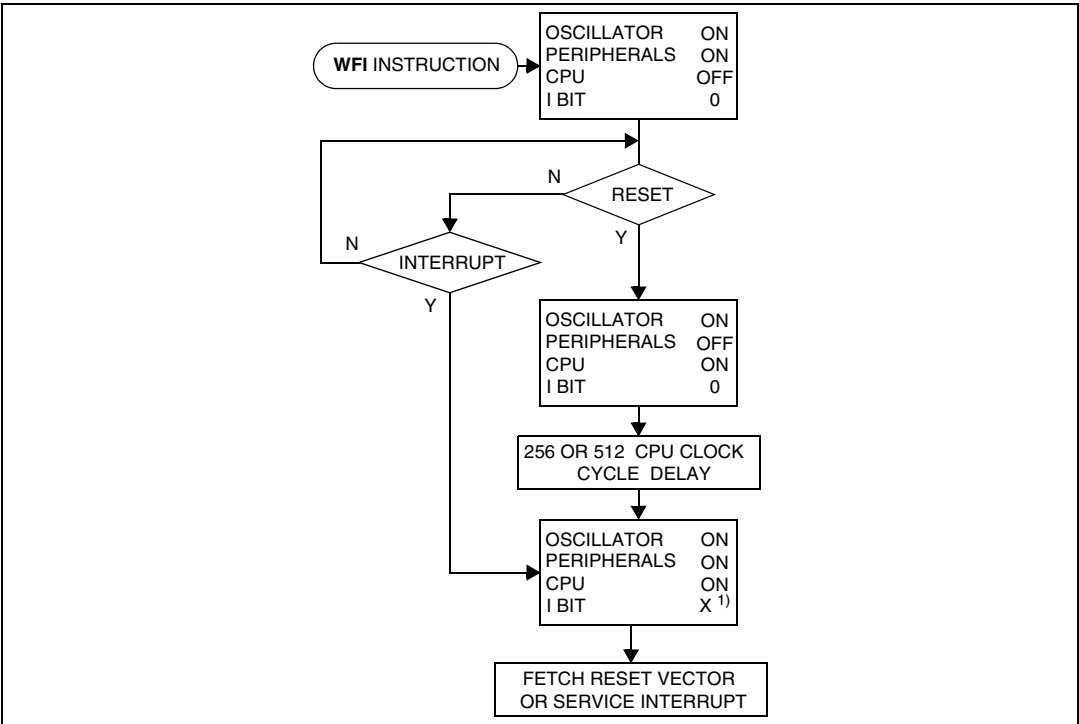 WFI INSTRUCTION
OSCILLATOR ON
PERIPHERALS ON
CPU OFF
I BIT 0
RESET
N
Y
INTERRUPT
N
Y
OSCILLATOR ON
PERIPHERALS OFF
CPU ON
I BIT 0
256 OR 512 CPU CLOCK
CYCLE DELAY
OSCILLATOR ON
PERIPHERALS ON
CPU ON
I BIT X 1)
FETCH RESET VECTOR
OR SERVICE INTERRUPT